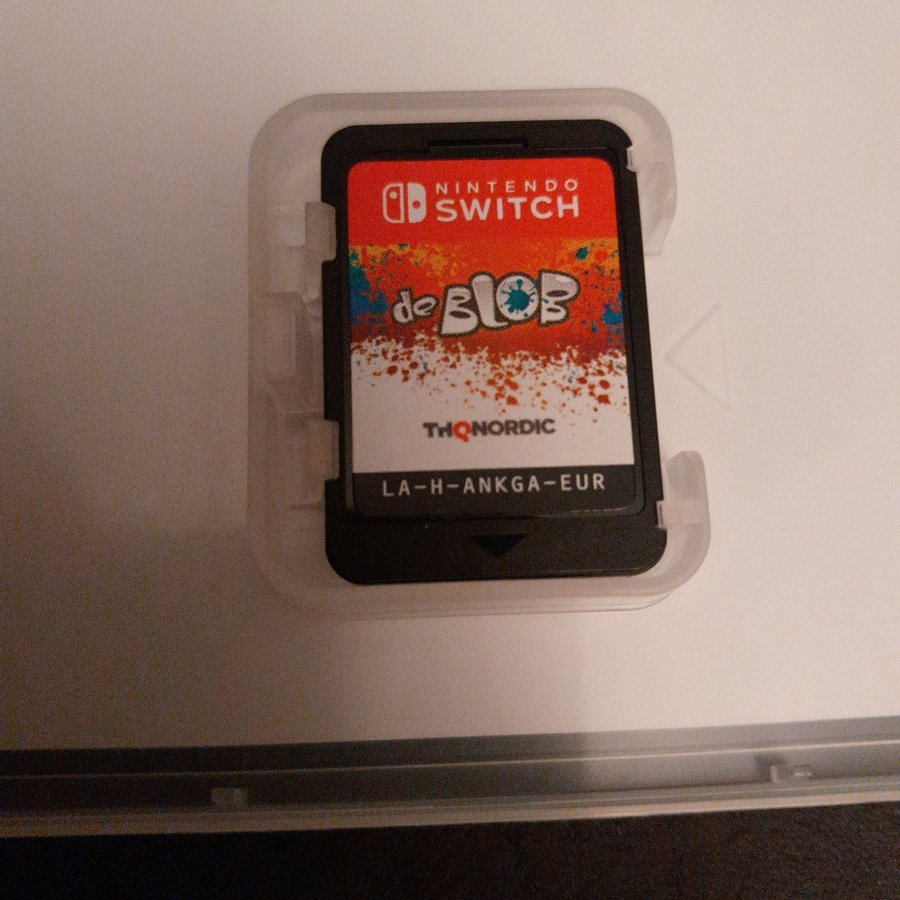 NINTENDO
SWITCH
de BLOB
THQNORDIC
LA-H-ANKGA-EUR